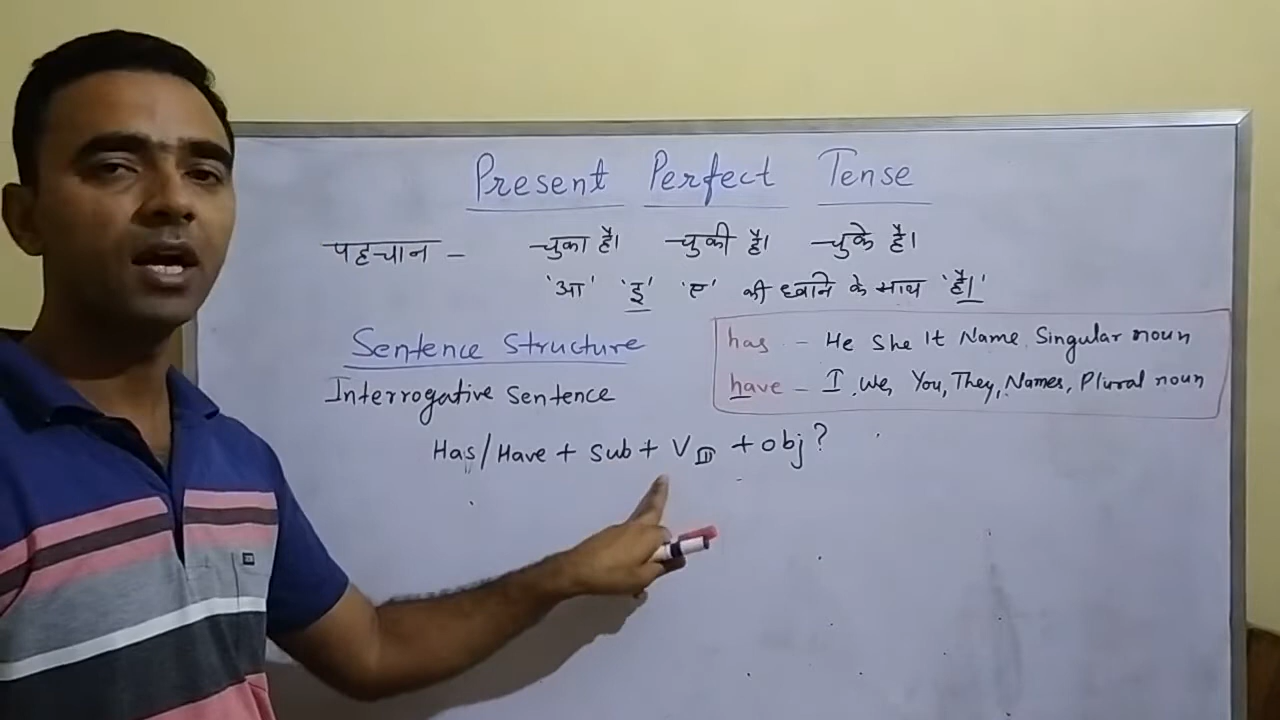 Present Perfect Tense
पहचान - चुका है। चुकी है। चुके है।
'आ' 'इ' 'ए' की ध्वनि के साथ 'है।'
Sentence Structure
Interrogative Sentence
has - He She It Name Singular noun
have - I, We, You, They, Names, Plural noun
Has/Have + Sub + V III + obj?